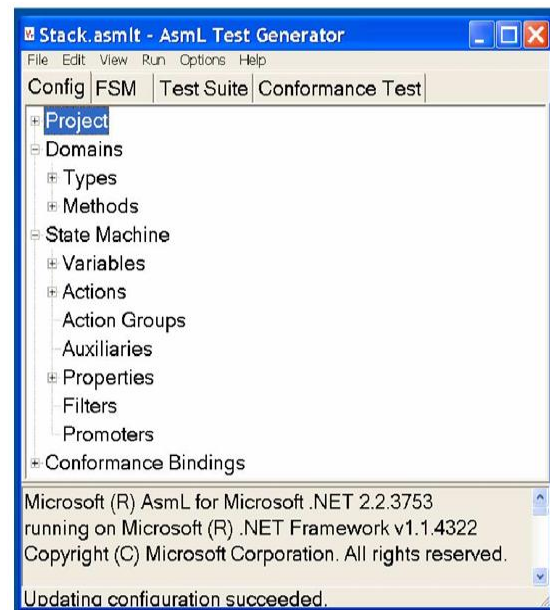 Stack.asmlt - AsmL Test Generator
File Edit View Run Options Help
Config FSM Test Suite Conformance Test
Project
Domains
Types
Methods
State Machine
Variables
Actions
Action Groups
Auxiliaries
Properties
Filters
Promoters
Conformance Bindings
Microsoft (R) AsmL for Microsoft .NET 2.2.3753
running on Microsoft (R) .NET Framework v1.1.4322
Copyright (C) Microsoft Corporation. All rights reserved.
Updating configuration succeeded.